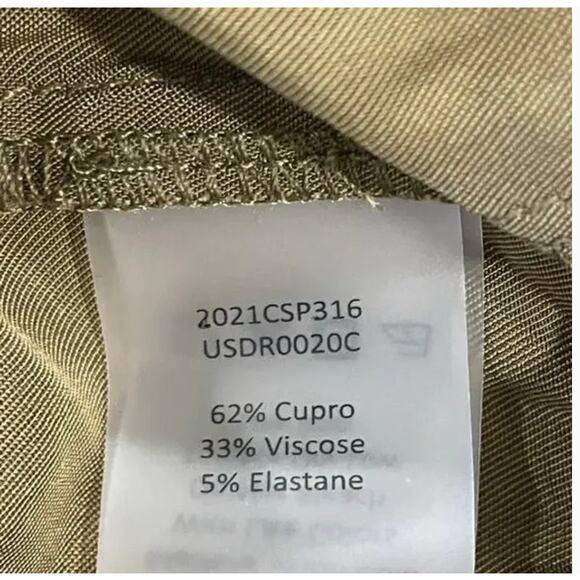 2021CSP316
USDR0020C
62% Cupro
33% Viscose
5% Elastane